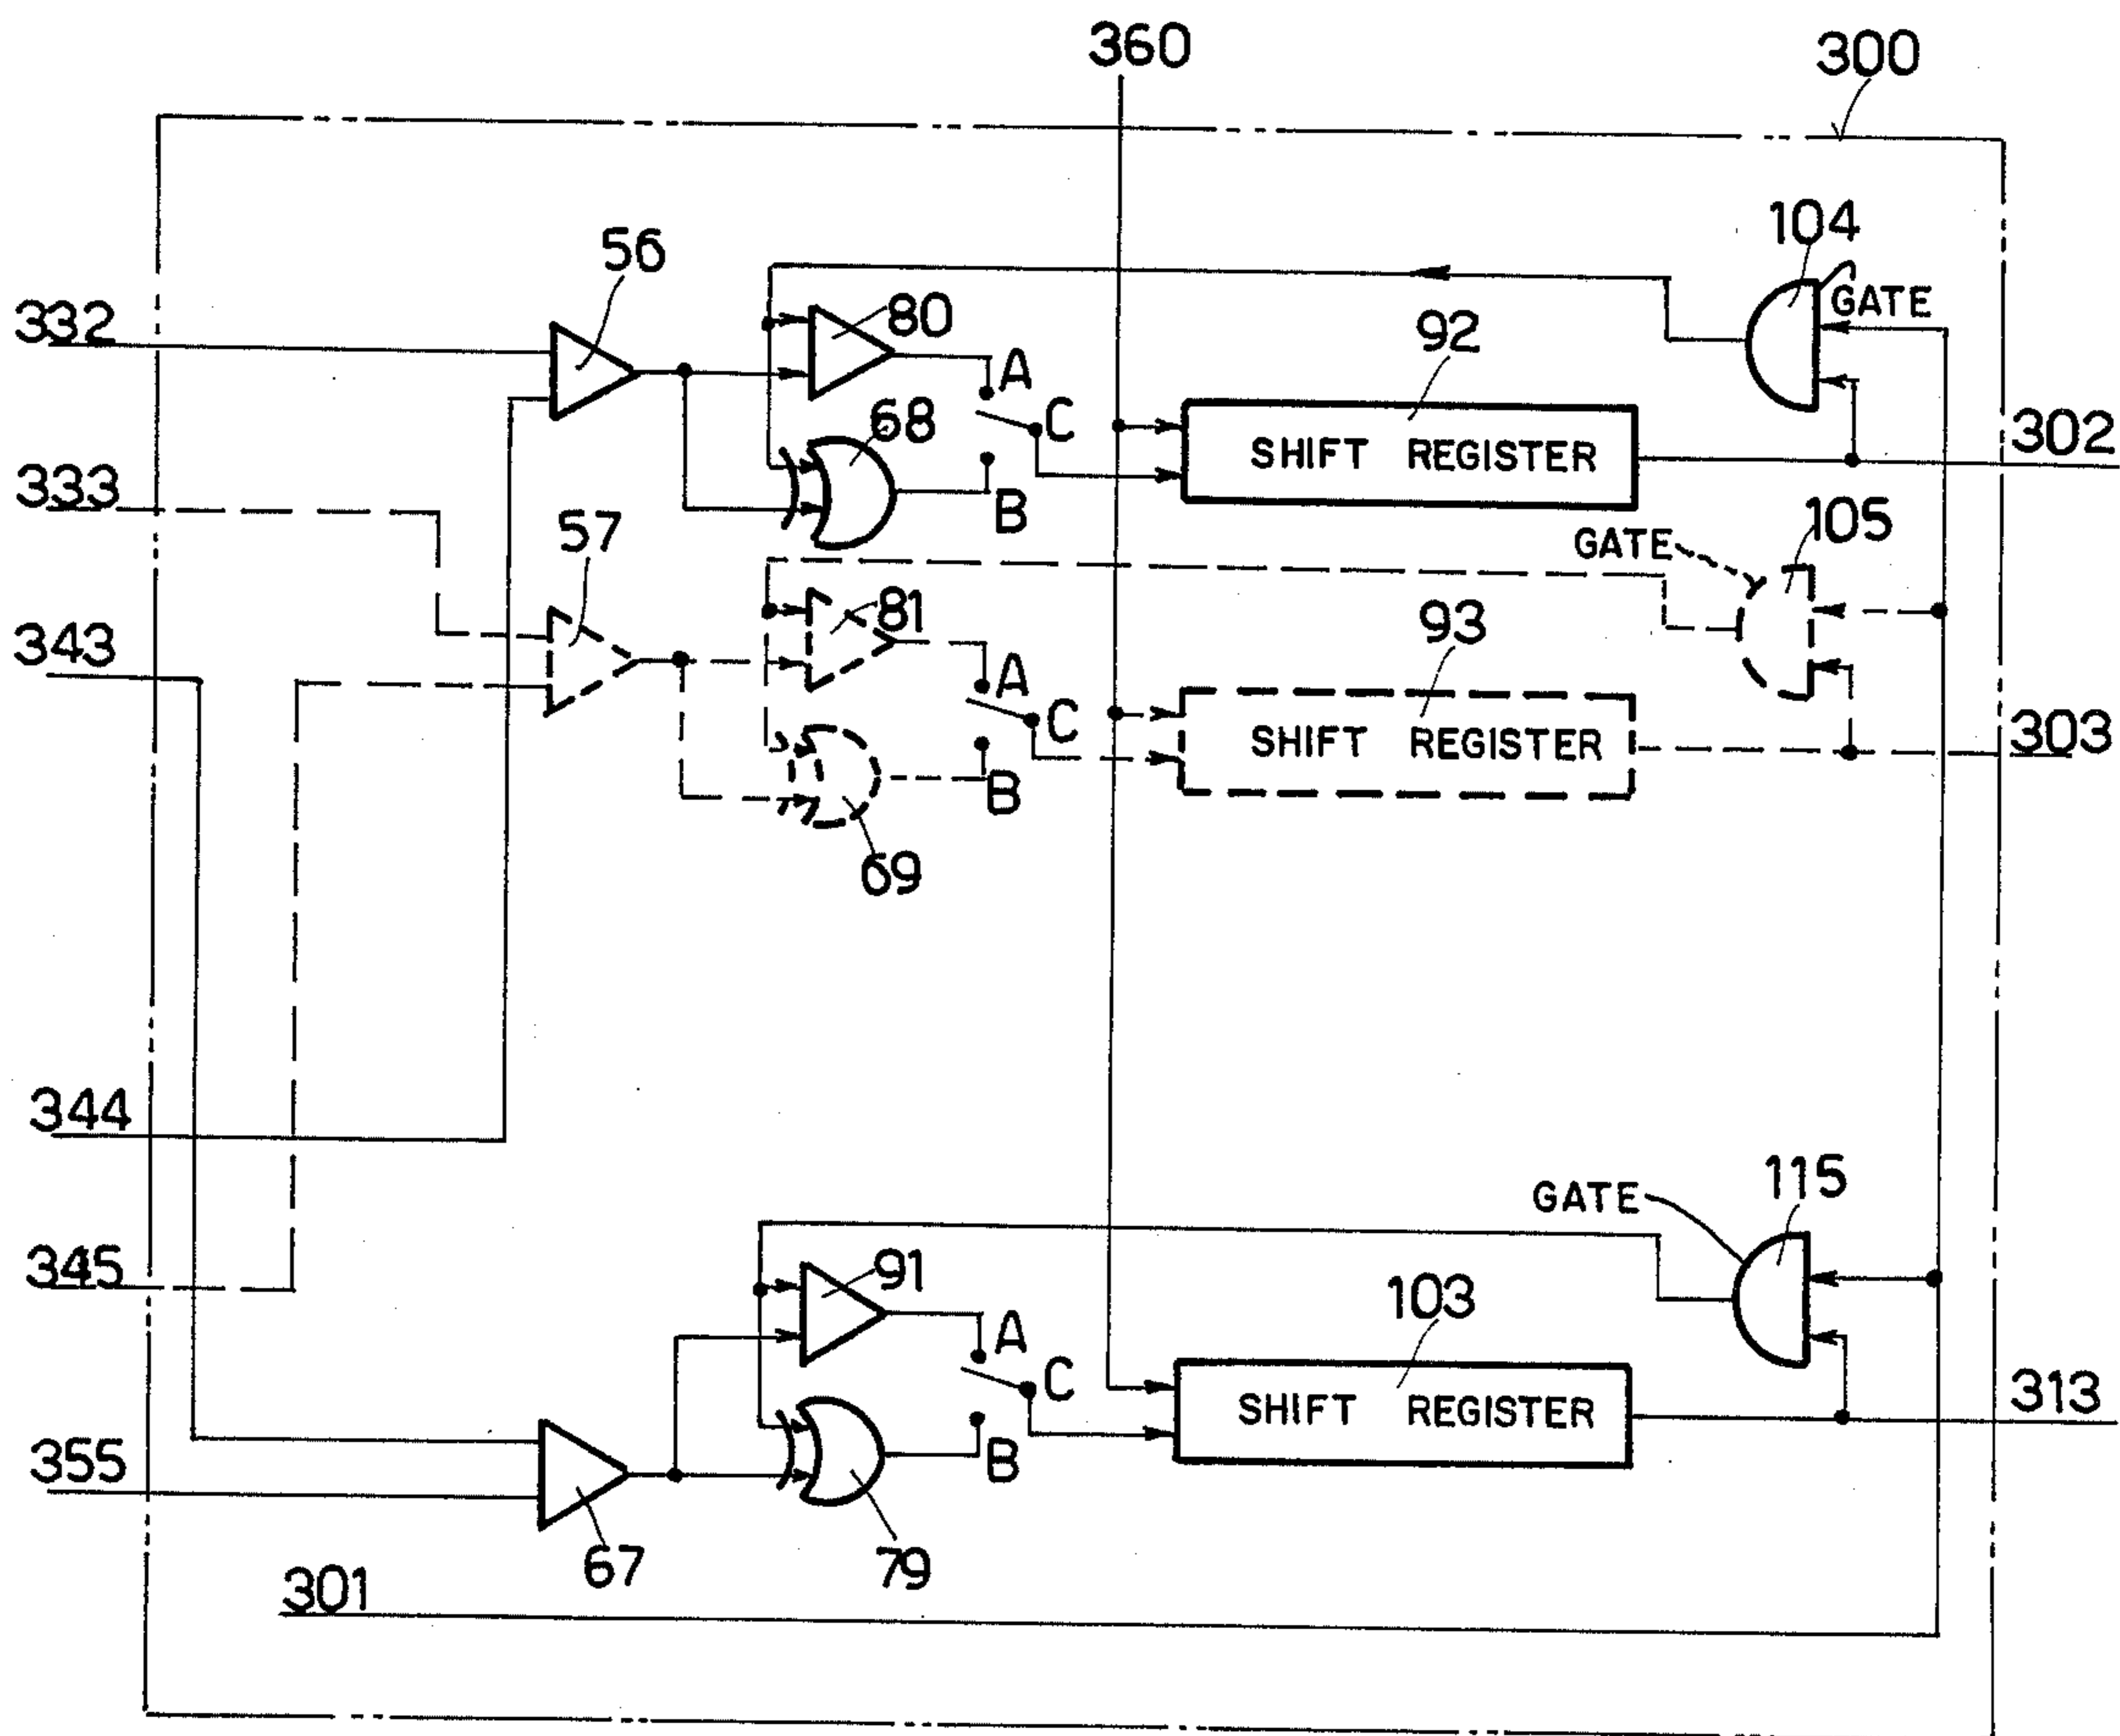 360
300
104
56
GATE
332
80
92
A
C
68
302
SHIFT REGISTER
333
B
105
57
GATE
81
93
343
A
C
303
SHIFT REGISTER
B
69
344
115
GATE
345
91
103
A
C
313
SHIFT REGISTER
355
B
67
79
301